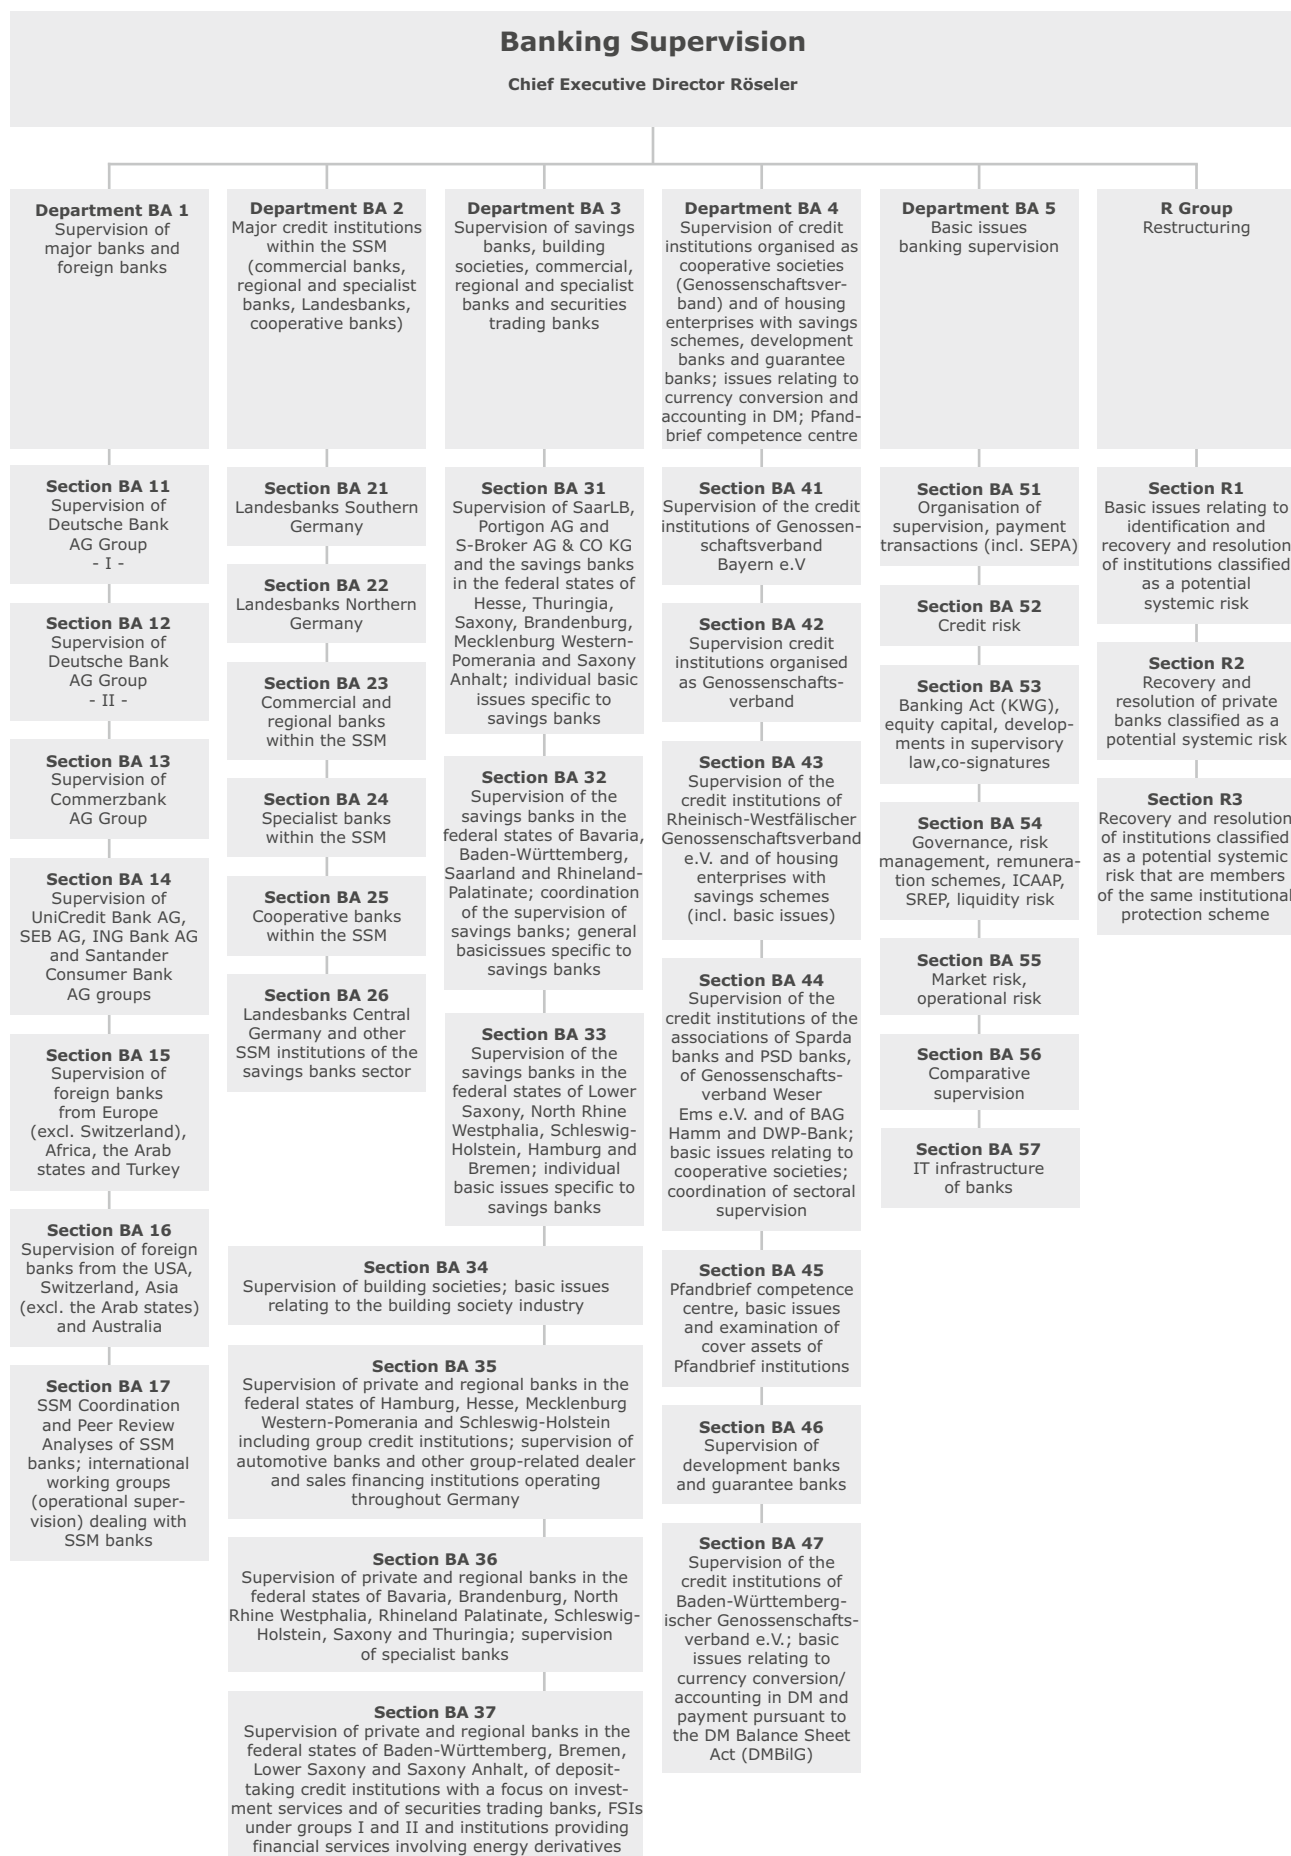 Banking Supervision
Chief Executive Director Röseler
Department BA 1
Supervision of
major banks and
foreign banks
Section BA 11
Supervision of
Deutsche Bank
AG Group
- I -
Section BA 12
Supervision of
Deutsche Bank
AG Group
- II -
Section BA 13
Supervision of
Commerzbank
AG Group
Section BA 14
Supervision of
UniCredit Bank AG,
SEB AG, ING Bank AG
and Santander
Consumer Bank
AG groups
Section BA 15
Supervision of
foreign banks
from Europe
(excl. Switzerland),
Africa, the Arab
states and Turkey
Section BA 16
Supervision of foreign
banks from the USA,
Switzerland, Asia
(excl. the Arab states)
and Australia
Section BA 17
SSM Coordination
and Peer Review
Analyses of SSM
banks; international
working groups
(operational super-
vision) dealing with
SSM banks
Department BA 2
Major credit institutions
within the SSM
(commercial banks,
regional and specialist
banks, Landesbanks,
cooperative banks)
Section BA 21
Landesbanks Southern
Germany
Section BA 22
Landesbanks Northern
Germany
Section BA 23
Commercial and
regional banks
within the SSM
Section BA 24
Specialist banks
within the SSM
Section BA 25
Cooperative banks
within the SSM
Section BA 26
Landesbanks Central
Germany and other
SSM institutions of the
savings banks sector
Department BA 3
Supervision of savings
banks, building
societies, commercial,
regional and specialist
banks and securities
trading banks
Section BA 31
Supervision of SaarLB,
Portigon AG and
S-Broker AG & CO KG
and the savings banks
in the federal states of
Hesse, Thuringia,
Saxony, Brandenburg,
Mecklenburg Western-
Pomerania and Saxony
Anhalt; individual basic
issues specific to
savings banks
Section BA 32
Supervision of the
savings banks in the
federal states of Bavaria,
Baden-Württemberg,
Saarland and Rhineland-
Palatinate; coordination
of the supervision of
savings banks; general
basicissues specific to
savings banks
Section BA 33
Supervision of the
savings banks in the
federal states of Lower
Saxony, North Rhine
Westphalia, Schleswig-
Holstein, Hamburg and
Bremen; individual
basic issues specific to
savings banks
Section BA 34
Supervision of building societies; basic issues
relating to the building society industry
Section BA 35
Supervision of private and regional banks in the
federal states of Hamburg, Hesse, Mecklenburg
Western-Pomerania and Schleswig-Holstein
including group credit institutions; supervision of
automotive banks and other group-related dealer
and sales financing institutions operating
throughout Germany
Section BA 36
Supervision of private and regional banks in the
federal states of Bavaria, Brandenburg, North
Rhine Westphalia, Rhineland Palatinate, Schleswig-
Holstein, Saxony and Thuringia; supervision
of specialist banks
Section BA 37
Supervision of private and regional banks in the
federal states of Baden-Württemberg, Bremen,
Lower Saxony and Saxony Anhalt, of deposit-
taking credit institutions with a focus on invest-
ment services and of securities trading banks, FSIs
under groups I and II and institutions providing
financial services involving energy derivatives
Department BA 4
Supervision of credit
institutions organised as
cooperative societies
(Genossenschaftsver-
band) and of housing
enterprises with savings
schemes, development
banks and guarantee
banks; issues relating to
currency conversion and
accounting in DM; Pfand-
brief competence centre
Section BA 41
Supervision of the credit
institutions of Genossen-
schaftsverband
Bayern e.V
Section BA 42
Supervision credit
institutions organised
as Genossenschafts-
verband
Section BA 43
Supervision of the
credit institutions of
Rheinisch-Westfälischer
Genossenschaftsverband
e.V. and of housing
enterprises with
savings schemes
(incl. basic issues)
Section BA 44
Supervision of the
credit institutions of the
associations of Sparda
banks and PSD banks,
of Genossenschafts-
verband Weser
Ems e.V. and of BAG
Hamm and DWP-Bank;
basic issues relating to
cooperative societies;
coordination of sectoral
supervision
Section BA 45
Pfandbrief competence
centre, basic issues
and examination of
cover assets of
Pfandbrief institutions
Section BA 46
Supervision of
development banks
and guarantee banks
Section BA 47
Supervision of the
credit institutions of
Baden-Württemberg-
ischer Genossenschafts-
verband e.V.; basic
issues relating to
currency conversion/
accounting in DM and
payment pursuant to
the DM Balance Sheet
Act (DMBilG)
Department BA 5
Basic issues
banking supervision
Section BA 51
Organisation of
supervision, payment
transactions (incl. SEPA)
Section BA 52
Credit risk
Section BA 53
Banking Act (KWG),
equity capital, develop-
ments in supervisory
law,co-signatures
Section BA 54
Governance, risk
management, remunera-
tion schemes, ICAAP,
SREP, liquidity risk
Section BA 55
Market risk,
operational risk
Section BA 56
Comparative
supervision
Section BA 57
IT infrastructure
of banks
R Group
Restructuring
Section R1
Basic issues relating to
identification and
recovery and resolution
of institutions classified
as a potential
systemic risk
Section R2
Recovery and
resolution of private
banks classified as a
potential systemic risk
Section R3
Recovery and resolution
of institutions classified
as a potential systemic
risk that are members
of the same institutional
protection scheme